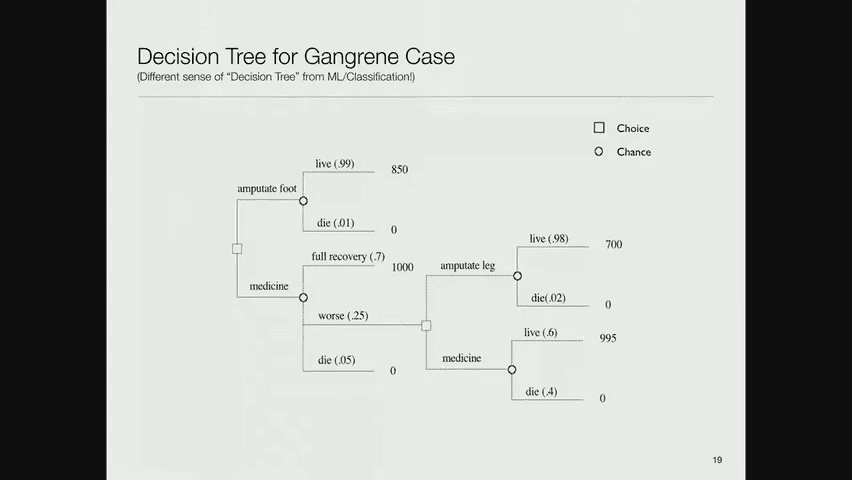 Decision Tree for Gangrene Case
(Different sense of “Decision Tree” from ML/Classification!)
Choice
Chance
live (.99)
850
amputate foot
die (.01)
0
full recovery (.7)
1000
medicine
worse (.25)
die (.05)
0
live (.98)
700
amputate leg
die(.02)
0
live (.6)
995
medicine
die (.4)
0
19